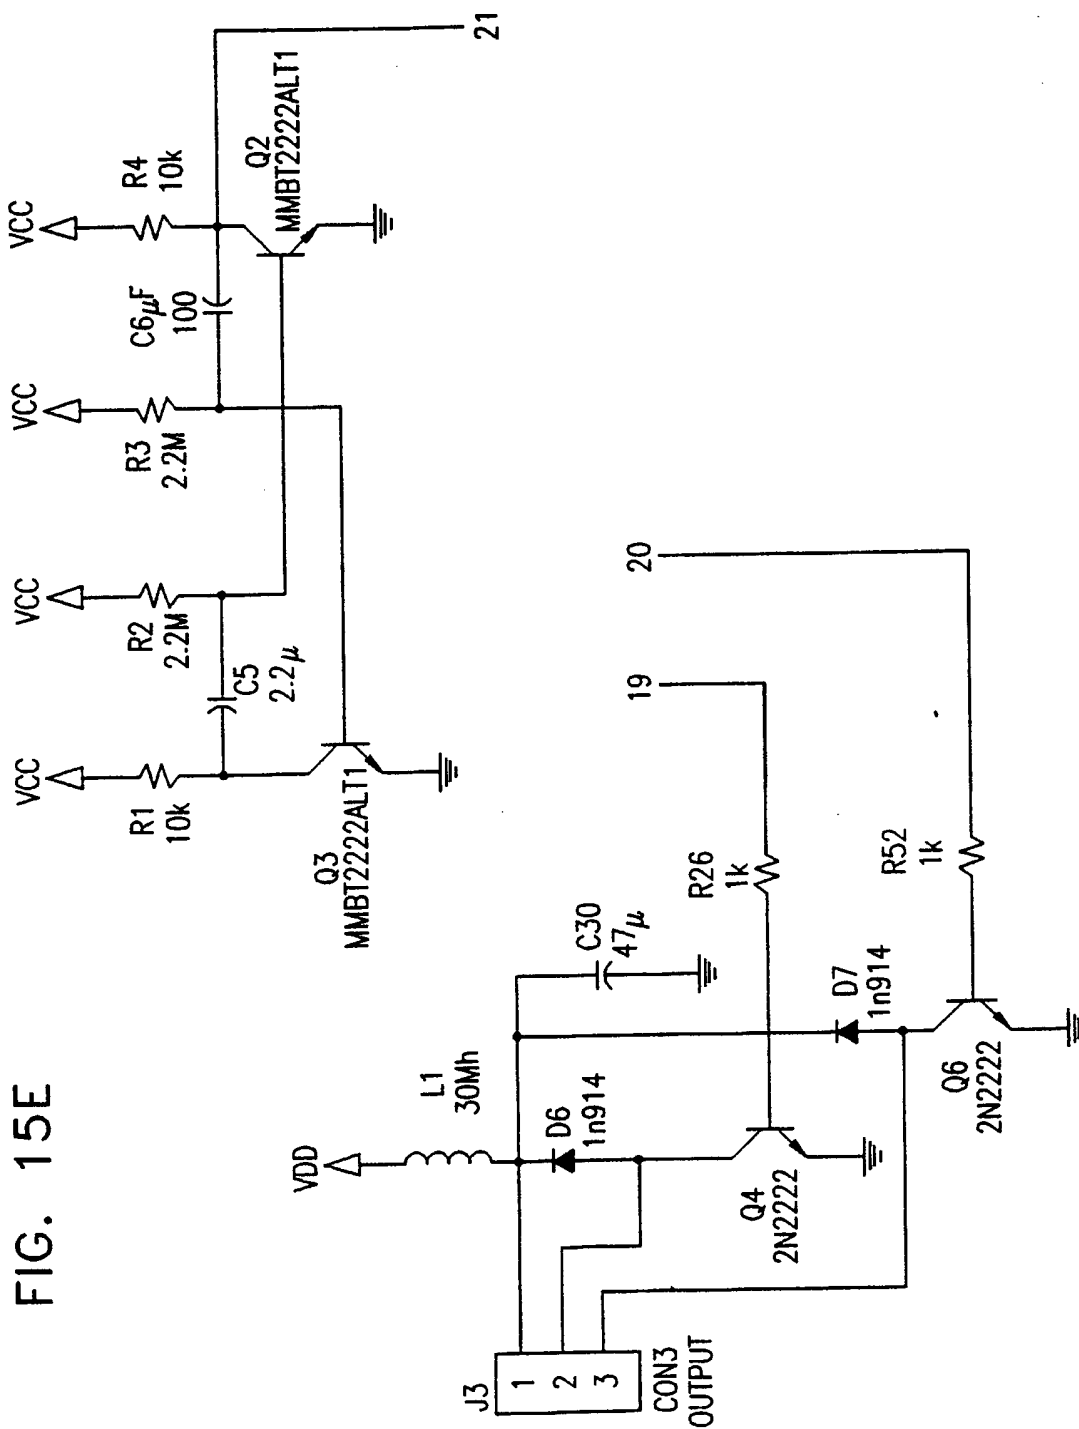 FIG. 15E
VCC
VCC
VCC
VCC
R1
10k
R2
2.2M
R3
2.2M
R4
10k
C5
2.2μ
C6μF
100
Q3
MMBT2222ALT1
Q2
MMBT2222ALT1
21
VDD
L1
30Mh
C30
47μ
D6
1n914
R26
1k
19
20
Q4
2N2222
D7
1n914
R52
1k
Q6
2N2222
J3
1
2
3
CON3
OUTPUT